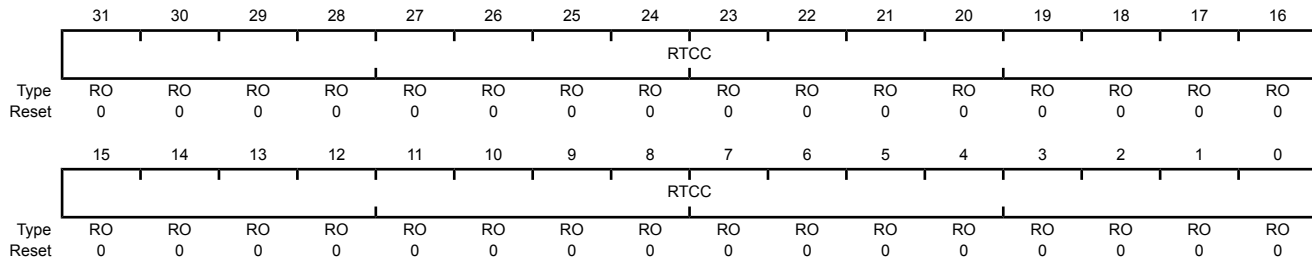 31 30 29 28 27 26 25 24 23 22 21 20 19 18 17 16
RTCC
Type RO RO RO RO RO RO RO RO RO RO RO RO RO RO RO RO
Reset 0 0 0 0 0 0 0 0 0 0 0 0 0 0 0 0
15 14 13 12 11 10 9 8 7 6 5 4 3 2 1 0
RTCC
Type RO RO RO RO RO RO RO RO RO RO RO RO RO RO RO RO
Reset 0 0 0 0 0 0 0 0 0 0 0 0 0 0 0 0